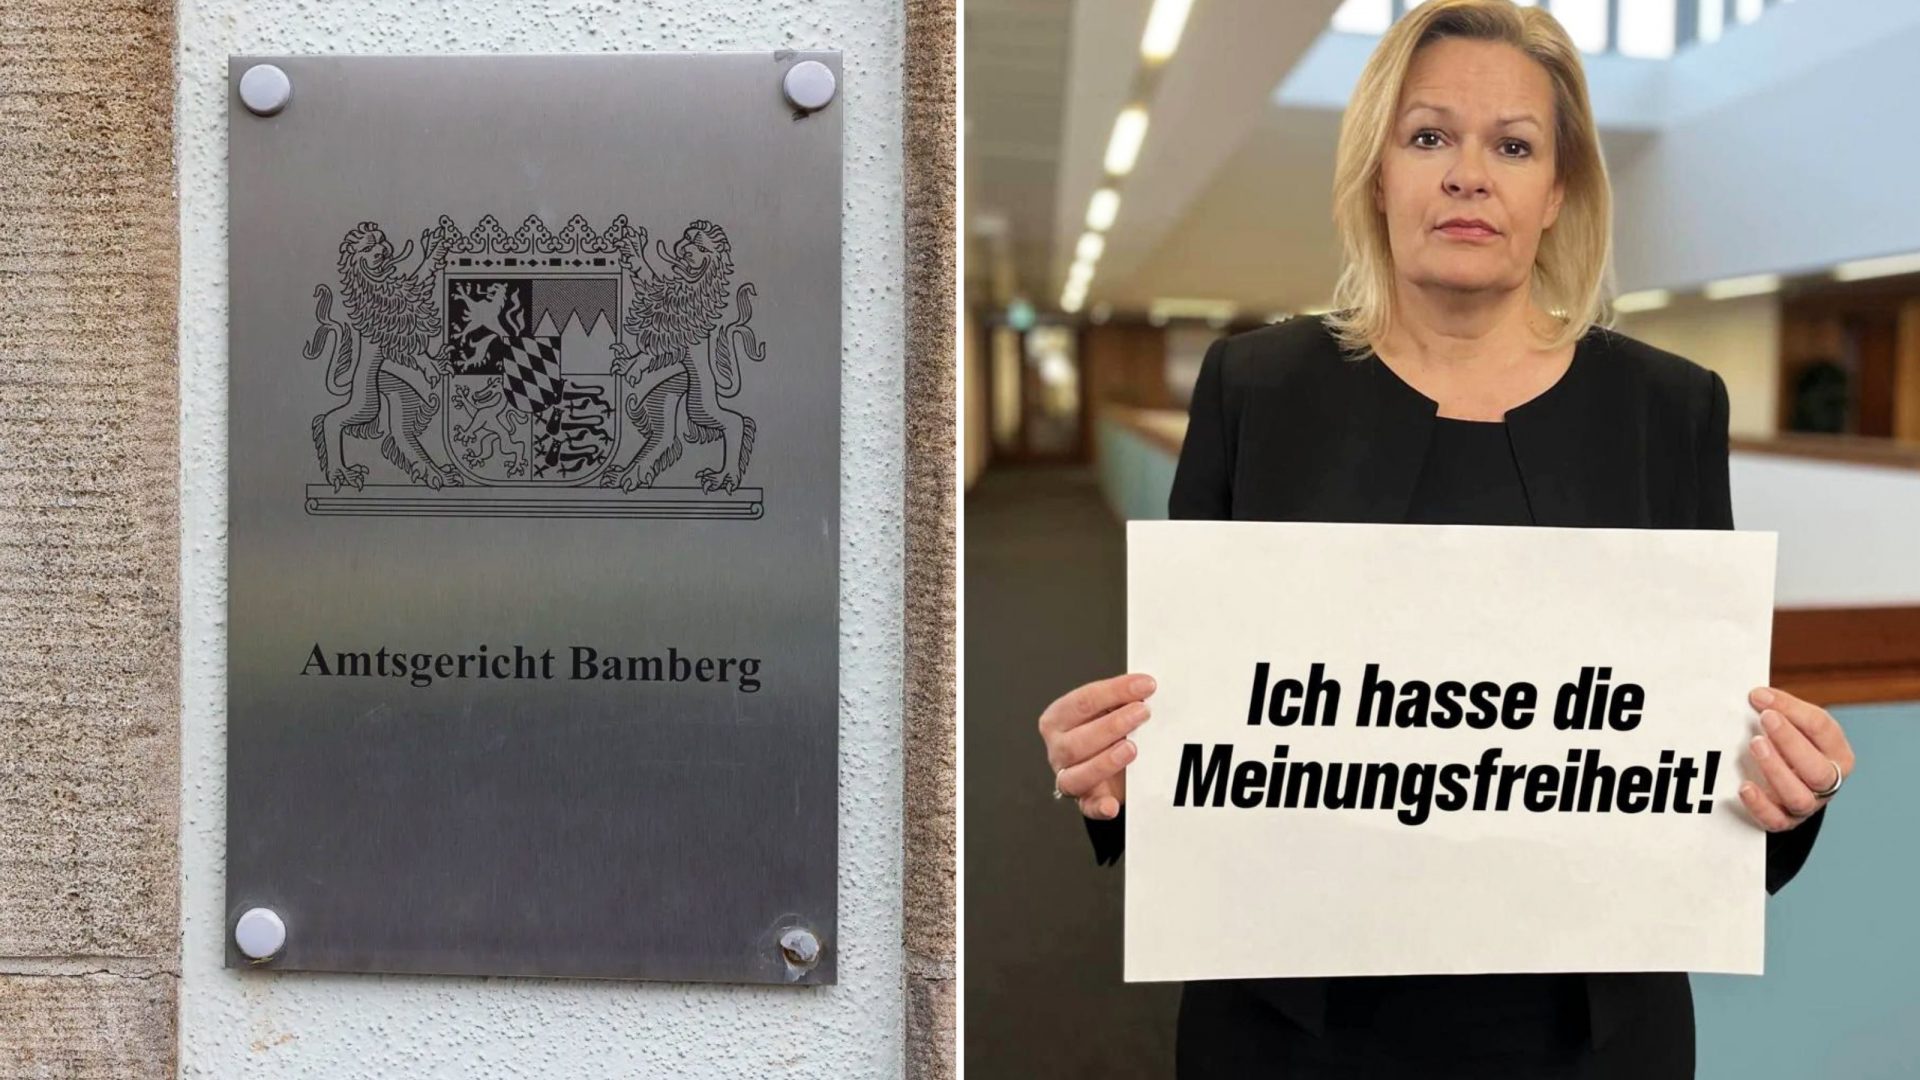 Amtsgericht Bamberg
Ich hasse die
Meinungsfreiheit!